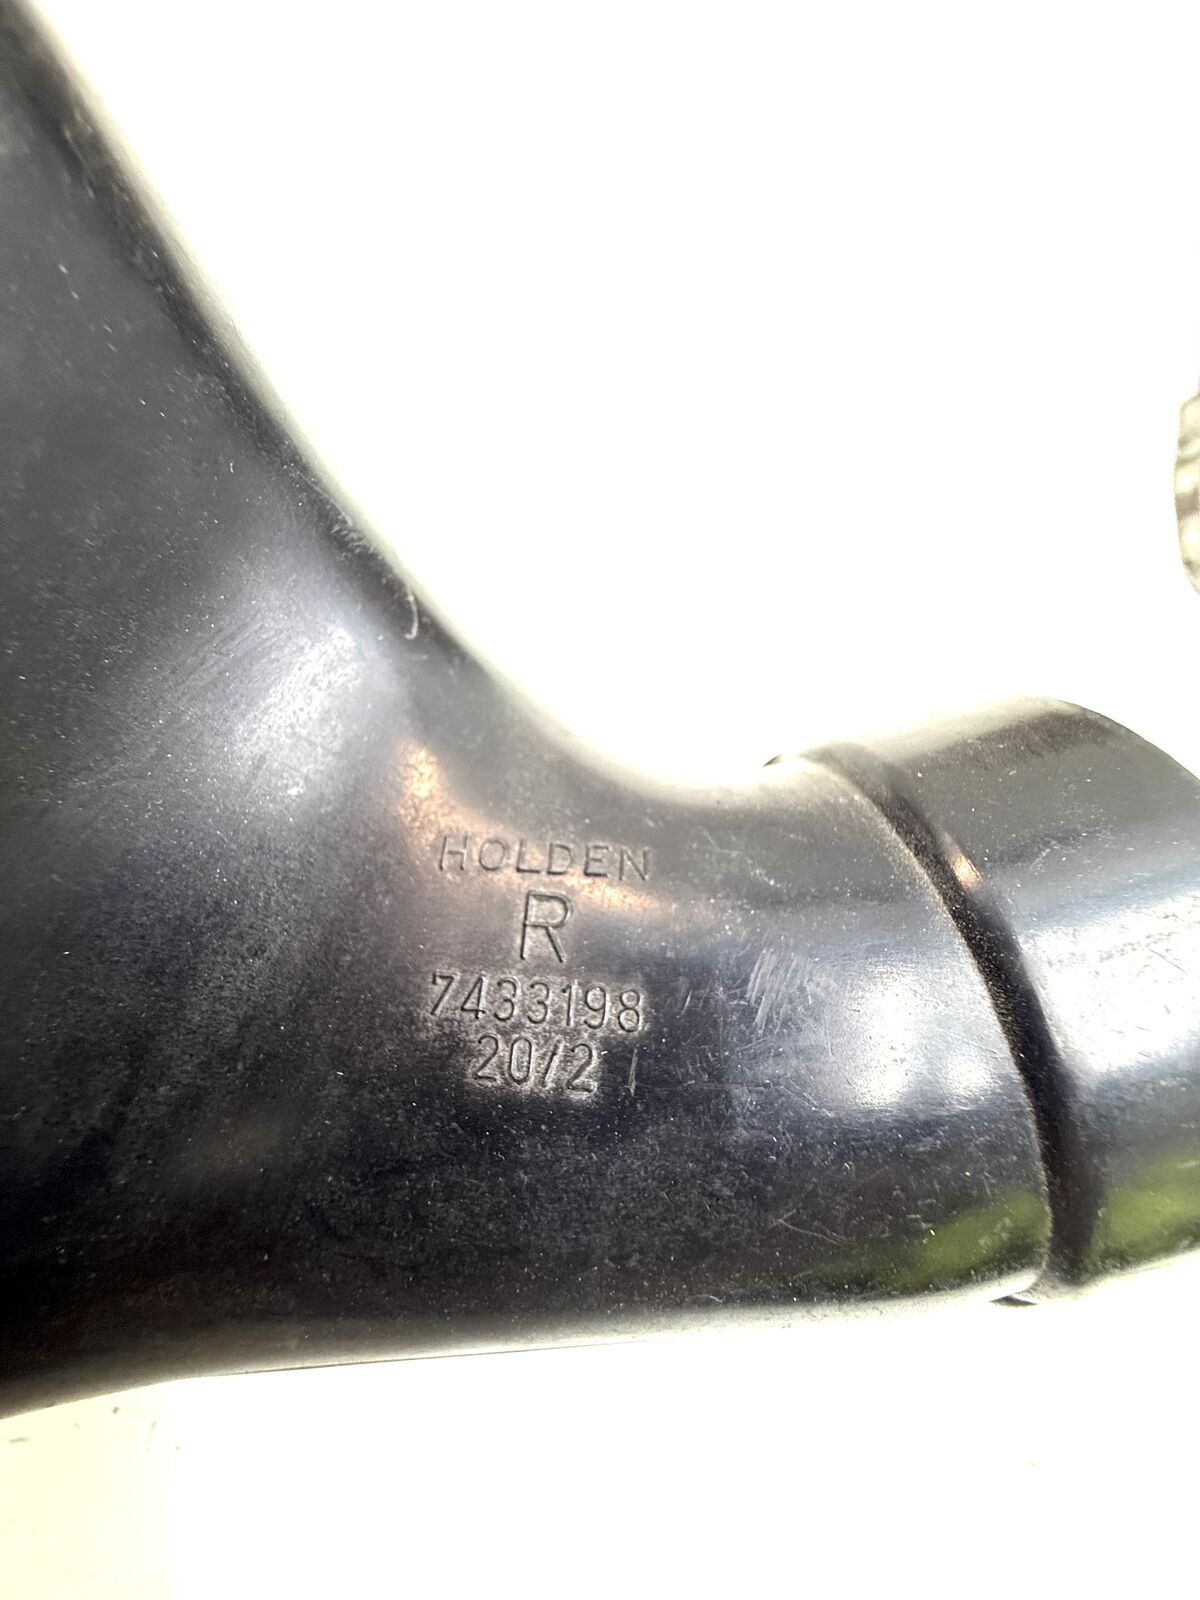 HOLDEN
R
7433198
20/2 |